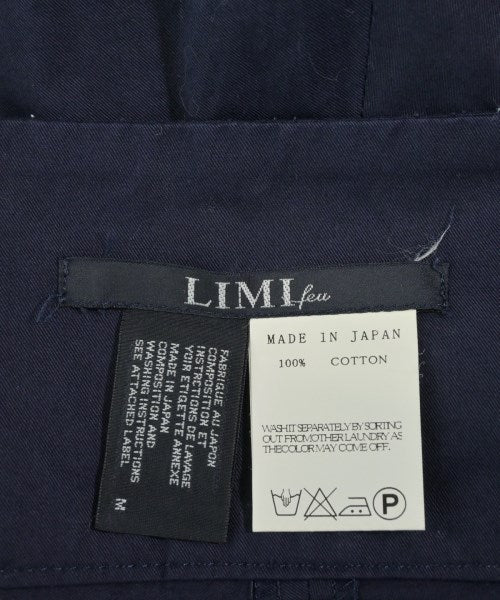 LIMI feu
FABRIQUE AU JAPON
COMPOSITION ET
INSTRUCTIONS DE LAVAGE
VOIR ETIGETTE ANNEXE
MADE IN JAPAN
COMPOSITION AND
WASHING INSTRUCTIONS
SEE ATTACHED LABEL
M
MADE IN JAPAN
100% COTTON
WASH IT SEPARATELY BY SORTING
OUT FROM OTHER LAUNDRY AS
THE COLOR MAY COME OFF.
P